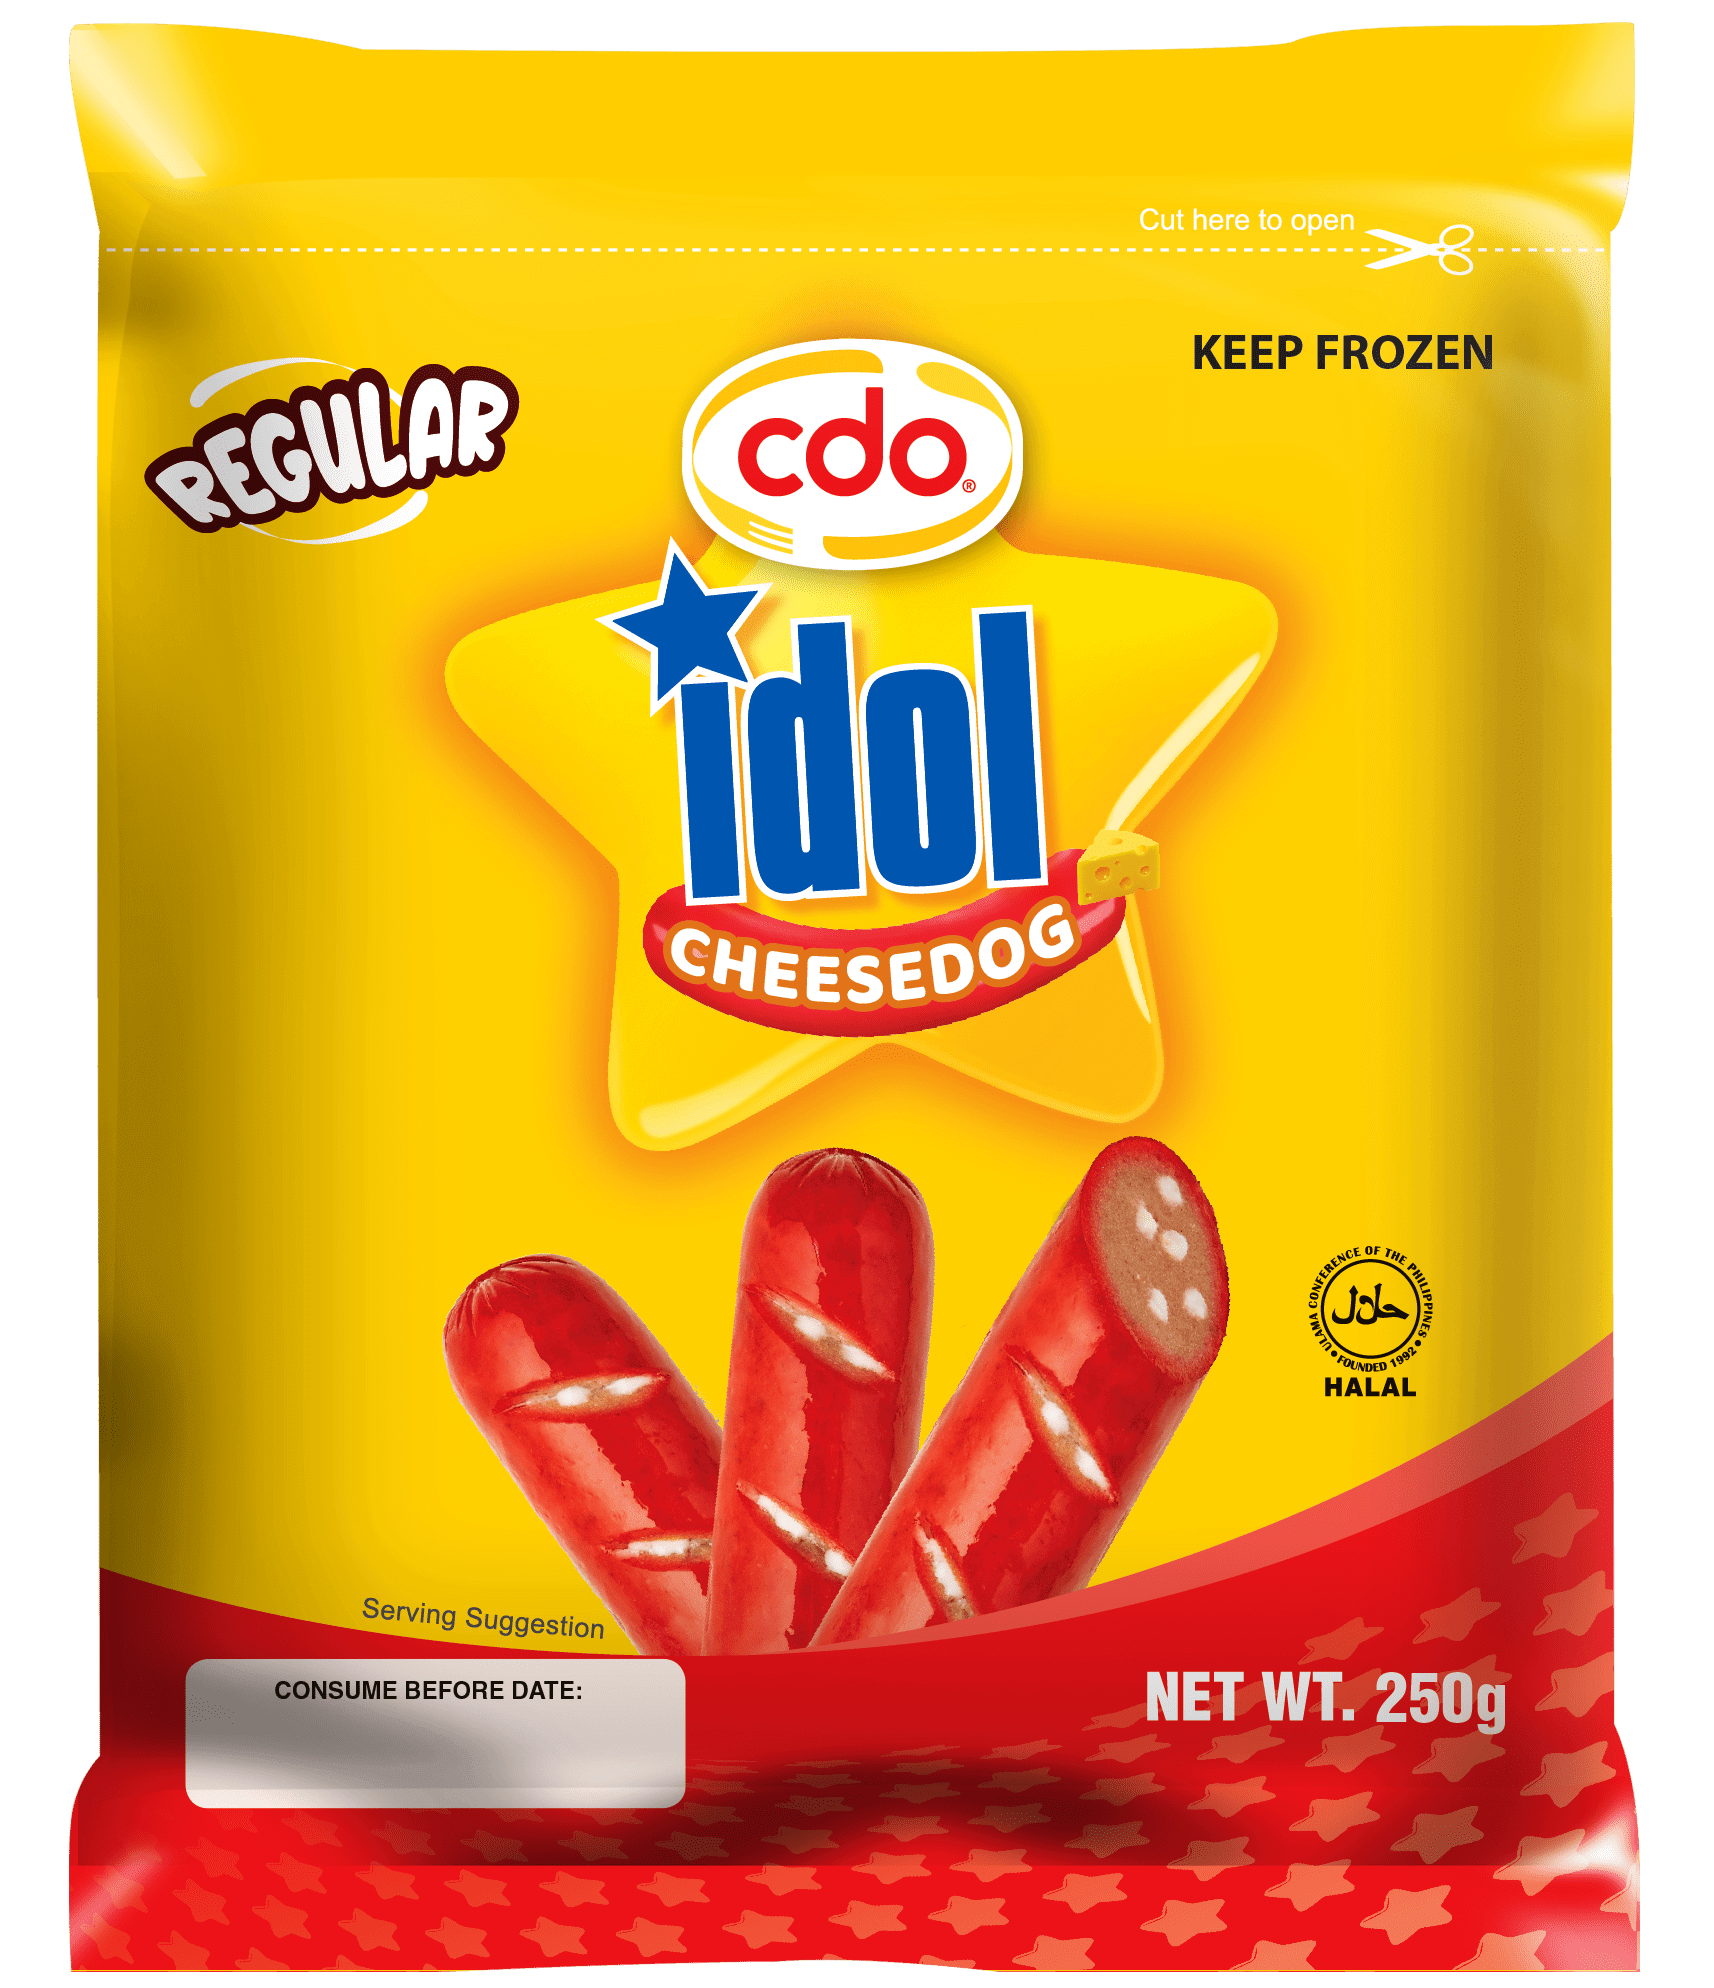 Cut here to open
KEEP FROZEN
REGULAR
cdo®
idol
CHEESEDOG
ULAMA CONFERENCE OF THE PHILIPPINES
حلال
• FOUNDED 1992 •
HALAL
Serving Suggestion
CONSUME BEFORE DATE:
NET WT. 250g